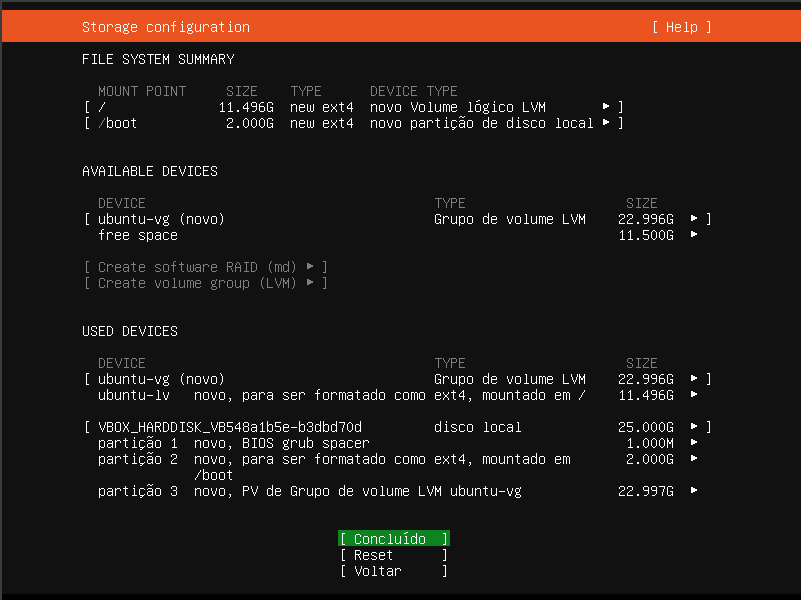 Storage configuration [ Help ]
FILE SYSTEM SUMMARY
MOUNT POINT SIZE TYPE DEVICE TYPE
[ / 11.496G new ext4 novo Volume lógico LVM ▸ ]
[ /boot 2.000G new ext4 novo partição de disco local ▸ ]
AVAILABLE DEVICES
DEVICE TYPE SIZE
[ ubuntu-vg (novo) Grupo de volume LVM 22.996G ▸ ]
free space 11.500G ▸
[ Create software RAID (md) ▸ ]
[ Create volume group (LVM) ▸ ]
USED DEVICES
DEVICE TYPE SIZE
[ ubuntu-vg (novo) Grupo de volume LVM 22.996G ▸ ]
ubuntu-lv novo, para ser formatado como ext4, mountado em / 11.496G ▸
[ VBOX_HARDDISK_VB548a1b5e-b3dbd70d disco local 25.000G ▸ ]
partição 1 novo, BIOS grub spacer 1.000M ▸
partição 2 novo, para ser formatado como ext4, mountado em 2.000G ▸
/boot
partição 3 novo, PV de Grupo de volume LVM ubuntu-vg 22.997G ▸
[ Concluído ]
[ Reset ]
[ Voltar ]